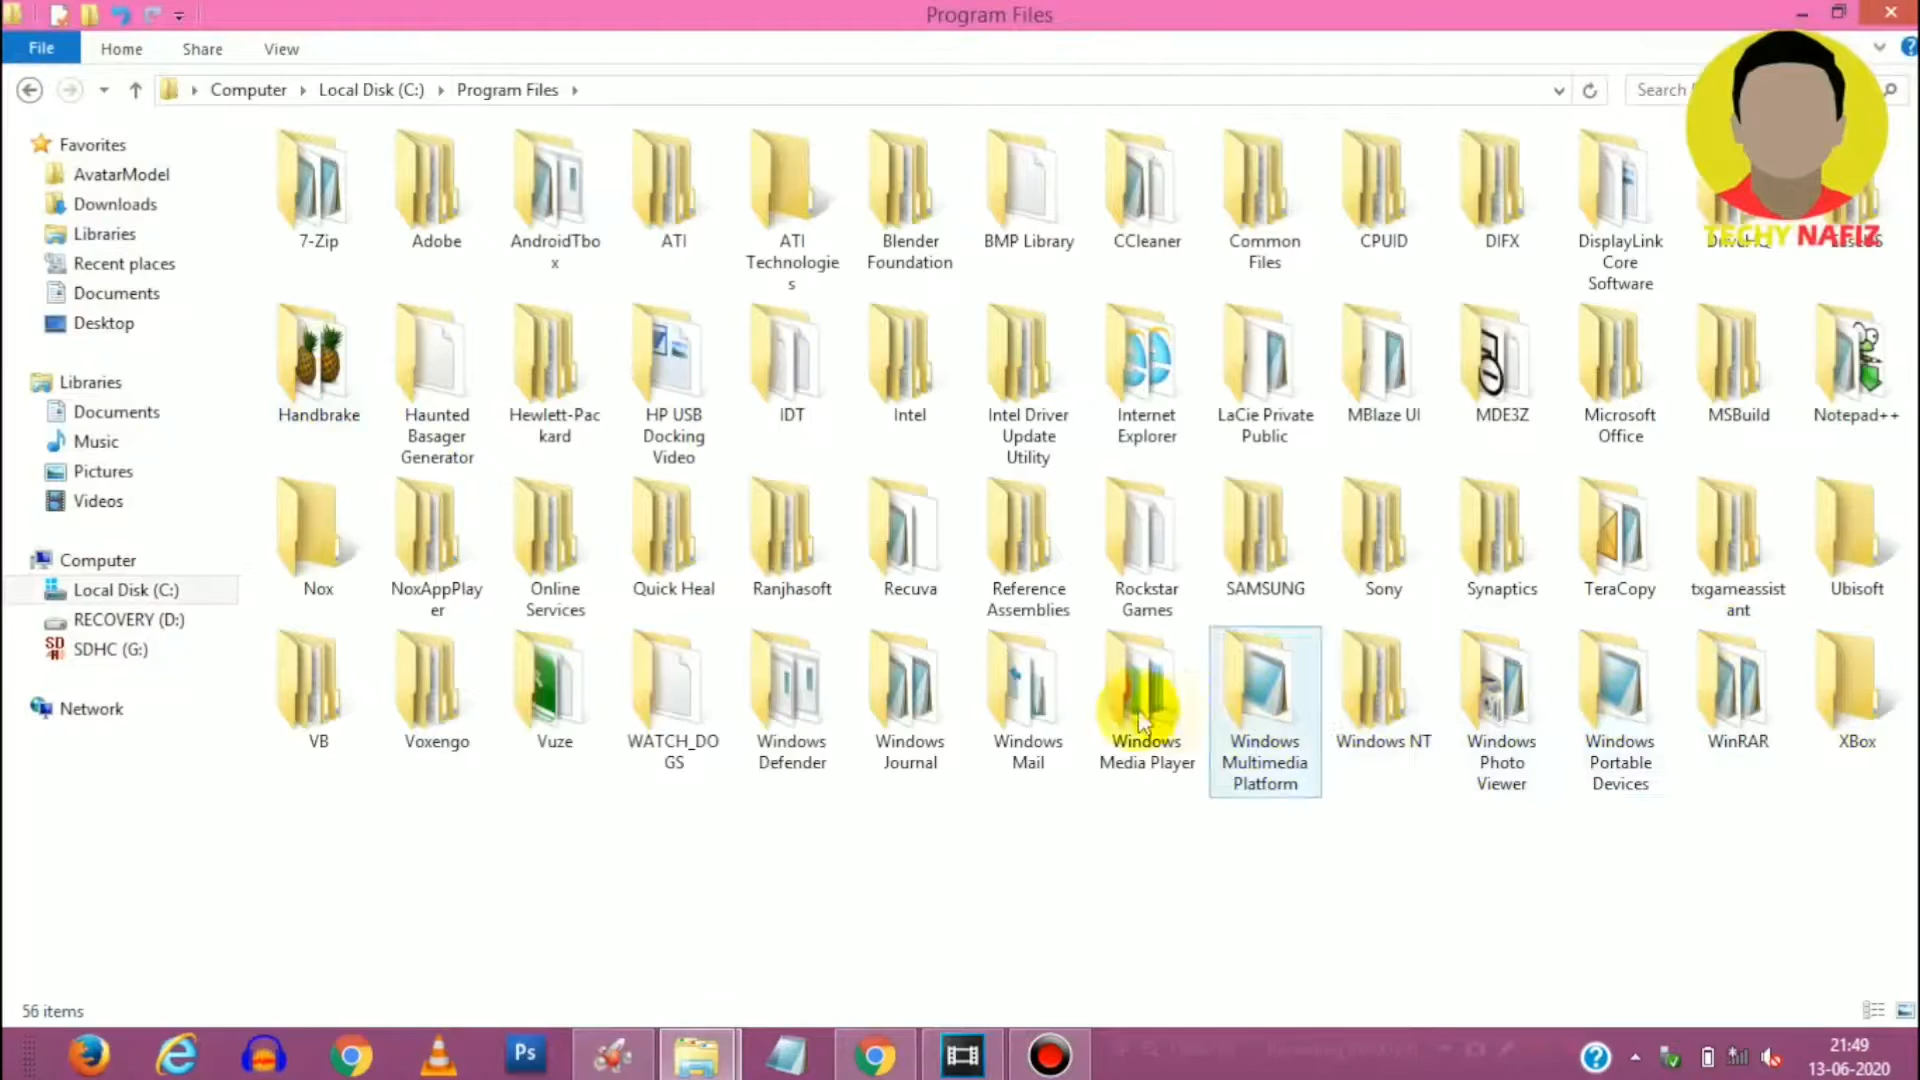 Program Files
File
Home
Share
View
Computer
Local Disk (C:)
Program Files
Search
Favorites
AvatarModel
Downloads
Libraries
Recent places
Documents
Desktop
Libraries
Documents
Music
Pictures
Videos
Computer
Local Disk (C:)
RECOVERY (D:)
SDHC (G:)
Network
7-Zip
Adobe
AndroidTbo
x
ATI
ATI
Technologie
s
Blender
Foundation
BMP Library
CCleaner
Common
Files
CPUID
DIFX
DisplayLink
Core
Software
TECHY NAFIZ
Handbrake
Haunted
Basager
Generator
Hewlett-Pac
kard
HP USB
Docking
Video
IDT
Intel
Intel Driver
Update
Utility
Internet
Explorer
LaCie Private
Public
MBlaze UI
MDE3Z
Microsoft
Office
MSBuild
Notepad++
Nox
NoxAppPlay
er
Online
Services
Quick Heal
Ranjhasoft
Recuva
Reference
Assemblies
Rockstar
Games
SAMSUNG
Sony
Synaptics
TeraCopy
txgameassist
ant
Ubisoft
VB
Voxengo
Vuze
WATCH_DO
GS
Windows
Defender
Windows
Journal
Windows
Mail
Windows
Media Player
Windows
Multimedia
Platform
Windows NT
Windows
Photo
Viewer
Windows
Portable
Devices
WinRAR
XBox
56 items
Ps
21:49
13-06-2020